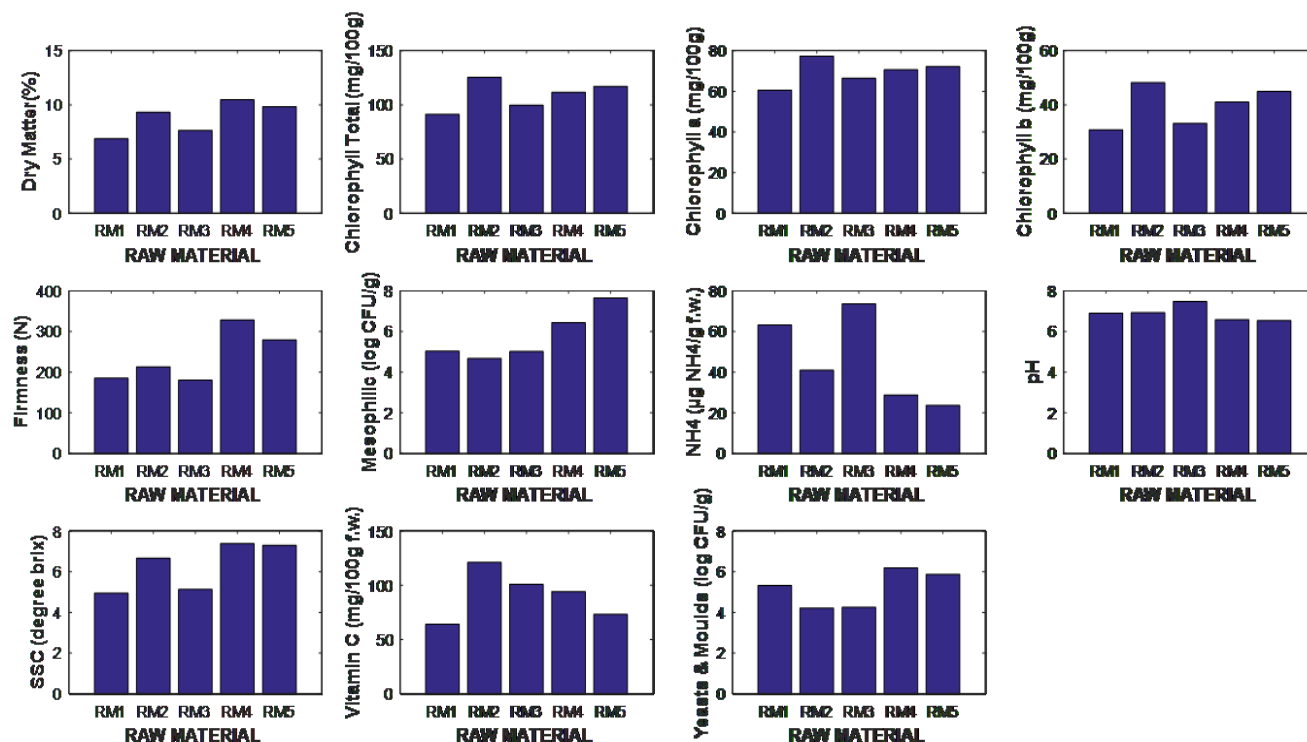 Dry Matter(%)
15
10
5
0
RM1 RM2 RM3 RM4 RM5
RAW MATERIAL
Chlorophyll Total (mg/100g)
150
100
50
0
RM1 RM2 RM3 RM4 RM5
RAW MATERIAL
Chlorophyll a (mg/100g)
80
60
40
20
0
RM1 RM2 RM3 RM4 RM5
RAW MATERIAL
Chlorophyll b (mg/100g)
60
40
20
0
RM1 RM2 RM3 RM4 RM5
RAW MATERIAL
Firmness (N)
400
300
200
100
0
RM1 RM2 RM3 RM4 RM5
RAW MATERIAL
Mesophilic (log CFU/g)
8
6
4
2
0
RM1 RM2 RM3 RM4 RM5
RAW MATERIAL
NH4 (µg NH4/g f.w.)
80
60
40
20
0
RM1 RM2 RM3 RM4 RM5
RAW MATERIAL
pH
8
6
4
2
0
RM1 RM2 RM3 RM4 RM5
RAW MATERIAL
SSC (degree brix)
8
6
4
2
0
RM1 RM2 RM3 RM4 RM5
RAW MATERIAL
Vitamin C (mg/100g f.w.)
150
100
50
0
RM1 RM2 RM3 RM4 RM5
RAW MATERIAL
Yeasts & Moulds (log CFU/g)
8
6
4
2
0
RM1 RM2 RM3 RM4 RM5
RAW MATERIAL